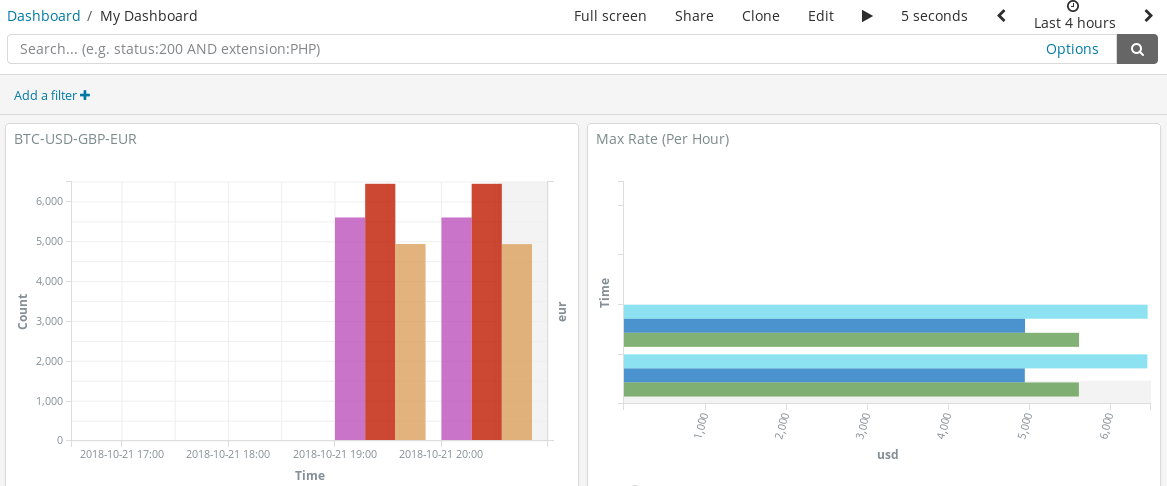 Dashboard / My Dashboard
Full screen Share Clone Edit 5 seconds Last 4 hours
Search... (e.g. status:200 AND extension:PHP) Options
Add a filter
BTC-USD-GBP-EUR
6,000
5,000
4,000
3,000
2,000
1,000
0
Count
eur
2018-10-21 17:00 2018-10-21 18:00 2018-10-21 19:00 2018-10-21 20:00
Time
Max Rate (Per Hour)
Time
1,000 2,000 3,000 4,000 5,000 6,000
usd